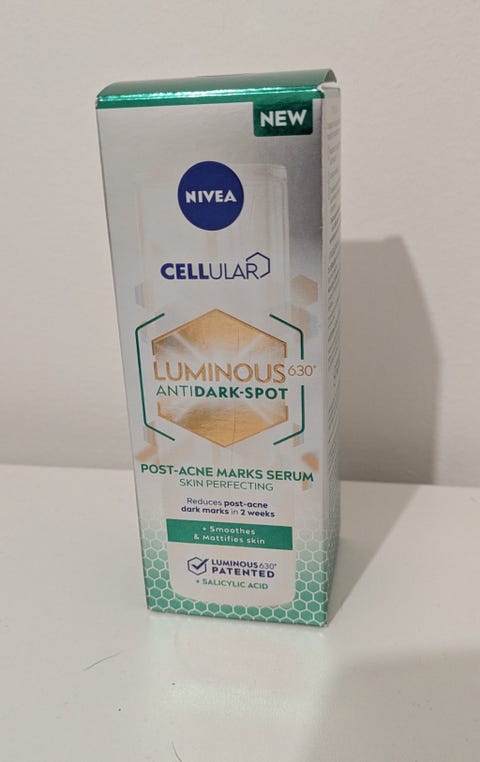 NEW
NIVEA
CELLULAR
LUMINOUS630®
ANTIDARK-SPOT
POST-ACNE MARKS SERUM
SKIN PERFECTING
Reduces post-acne
dark marks in 2 weeks
+ Smoothes
& Mattifies skin
LUMINOUS630®
PATENTED
+ SALICYLIC ACID